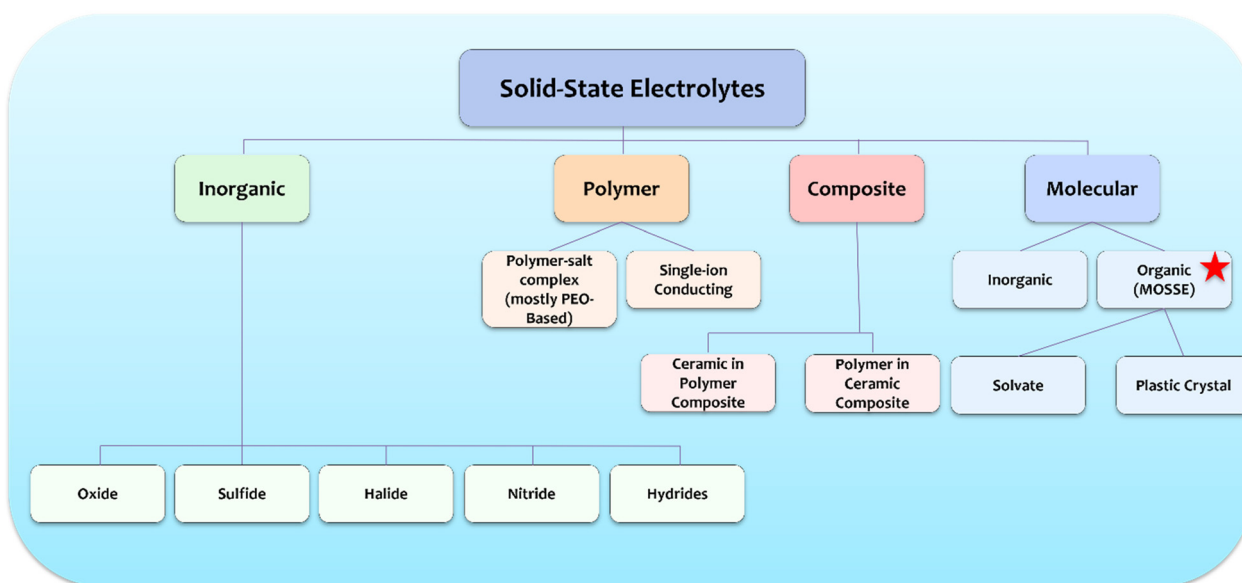 Solid-State Electrolytes
Inorganic
Polymer
Composite
Molecular
Polymer-salt
complex
(mostly PEO-
Based)
Single-ion
Conducting
Inorganic
Organic
(MOSSE)
Ceramic in
Polymer
Composite
Polymer in
Ceramic
Composite
Solvate
Plastic Crystal
Oxide
Sulfide
Halide
Nitride
Hydrides